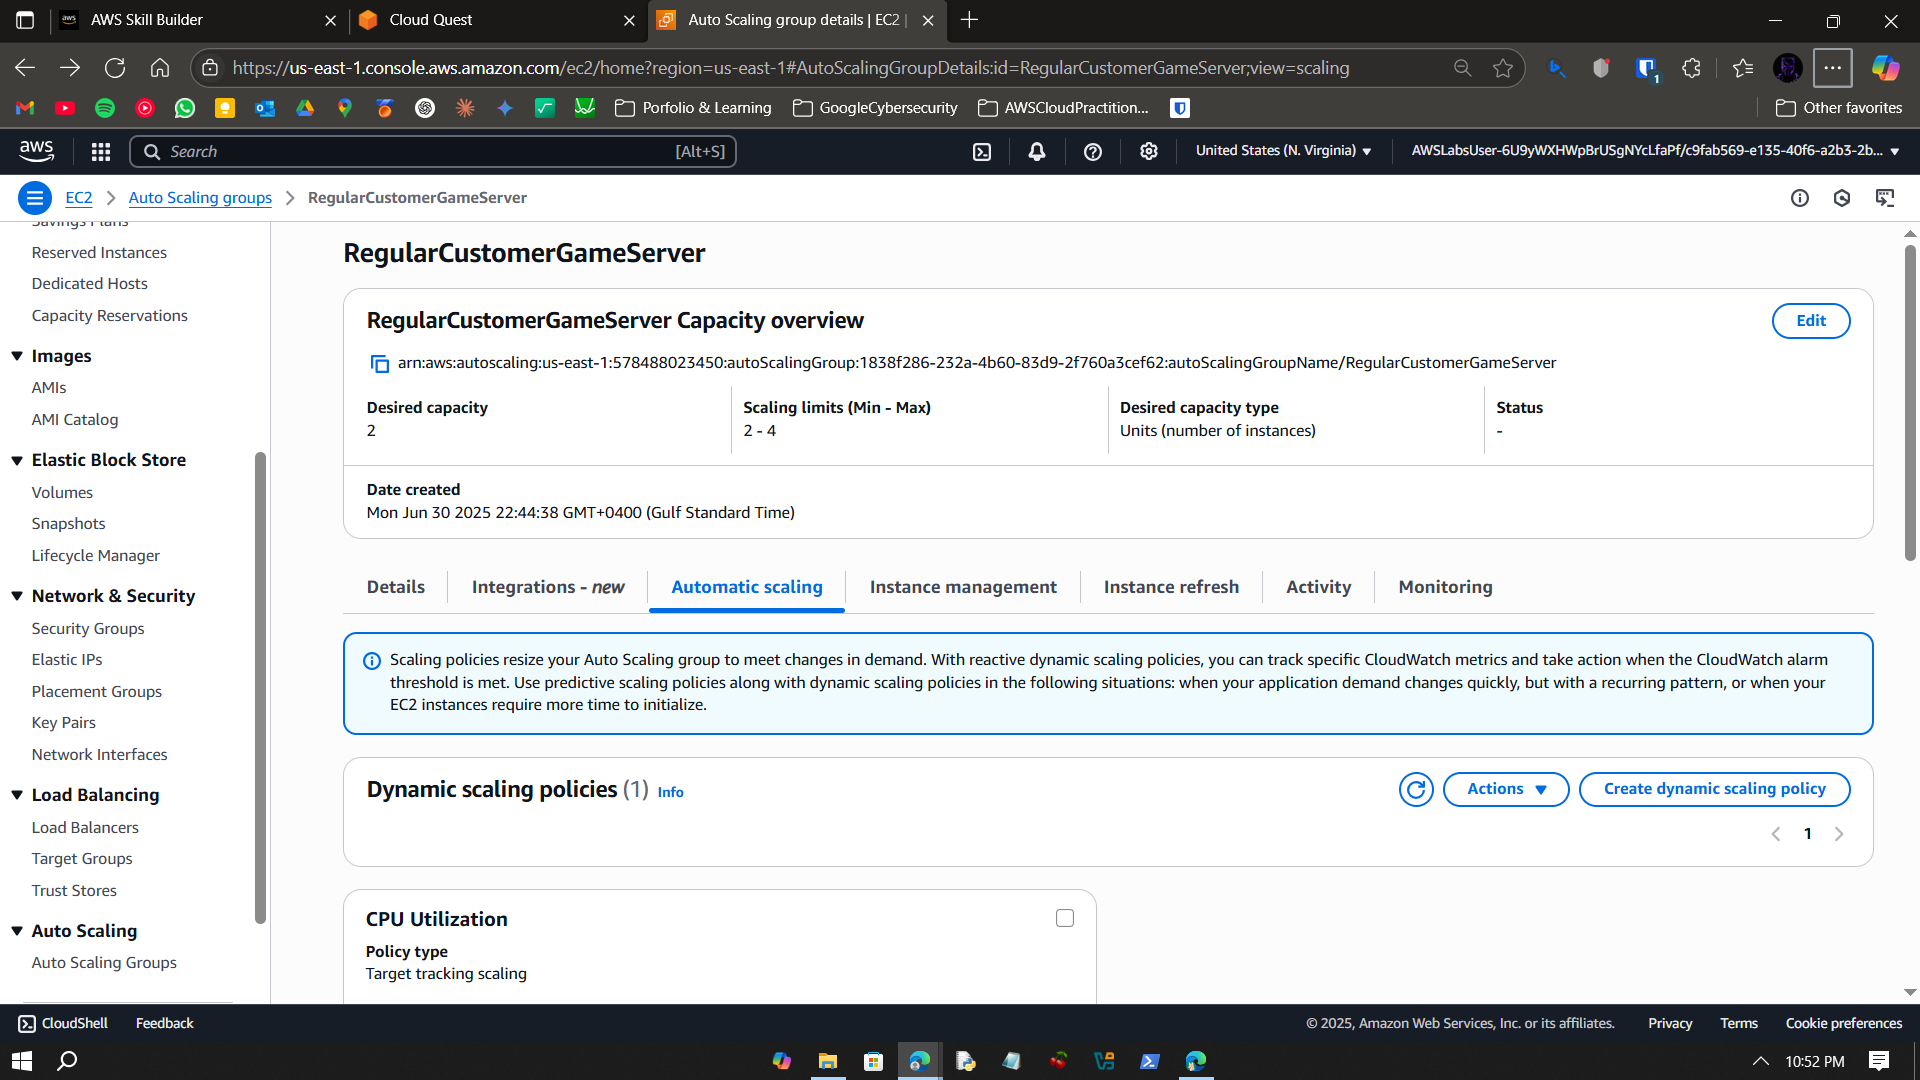 AWS Skill Builder
Cloud Quest
Auto Scaling group details | EC2 |
https://us-east-1.console.aws.amazon.com/ec2/home?region=us-east-1#AutoScalingGroupDetails:id=RegularCustomerGameServer;view=scaling
1
Porfolio & Learning
GoogleCybersecurity
AWSCloudPractition...
Other favorites
aws
Search
[Alt+S]
United States (N. Virginia)
AWSLabsUser-6U9yWXHWpBrUSgNYcLfaPf/c9fab569-e135-40f6-a2b3-2b...
EC2
Auto Scaling groups
RegularCustomerGameServer
Savings Plans
Reserved Instances
Dedicated Hosts
Capacity Reservations
Images
AMIs
AMI Catalog
Elastic Block Store
Volumes
Snapshots
Lifecycle Manager
Network & Security
Security Groups
Elastic IPs
Placement Groups
Key Pairs
Network Interfaces
Load Balancing
Load Balancers
Target Groups
Trust Stores
Auto Scaling
Auto Scaling Groups
RegularCustomerGameServer
RegularCustomerGameServer Capacity overview
Edit
arn:aws:autoscaling:us-east-1:578488023450:autoScalingGroup:1838f286-232a-4b60-83d9-2f760a3cef62:autoScalingGroupName/RegularCustomerGameServer
Desired capacity
2
Scaling limits (Min - Max)
2 - 4
Desired capacity type
Units (number of instances)
Status
-
Date created
Mon Jun 30 2025 22:44:38 GMT+0400 (Gulf Standard Time)
Details
Integrations - new
Automatic scaling
Instance management
Instance refresh
Activity
Monitoring
Scaling policies resize your Auto Scaling group to meet changes in demand. With reactive dynamic scaling policies, you can track specific CloudWatch metrics and take action when the CloudWatch alarm
threshold is met. Use predictive scaling policies along with dynamic scaling policies in the following situations: when your application demand changes quickly, but with a recurring pattern, or when your
EC2 instances require more time to initialize.
Dynamic scaling policies (1) Info
Actions
Create dynamic scaling policy
1
CPU Utilization
Policy type
Target tracking scaling
CloudShell
Feedback
© 2025, Amazon Web Services, Inc. or its affiliates.
Privacy
Terms
Cookie preferences
10:52 PM